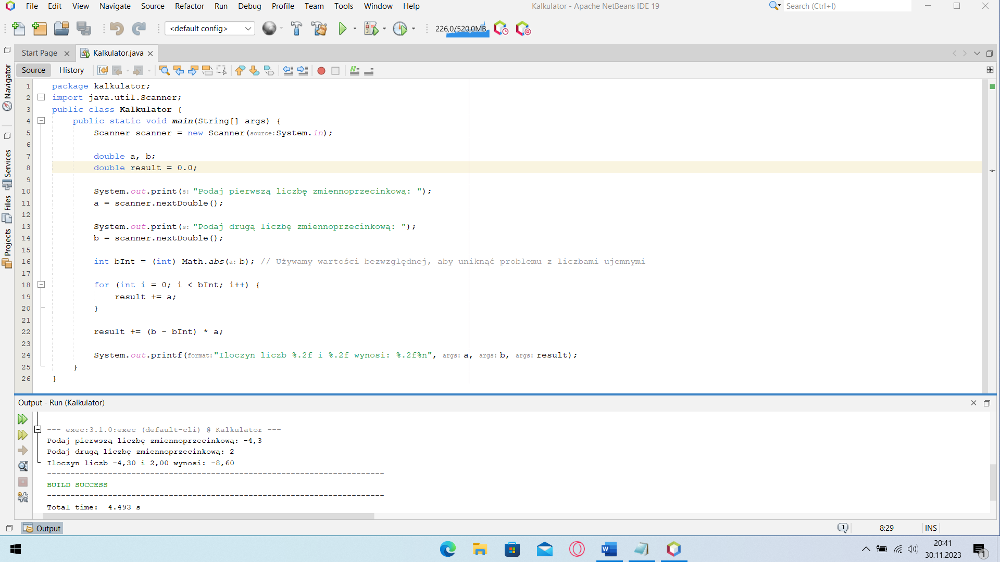 File Edit View Navigate Source Refactor Run Debug Profile Team Tools Window Help Kalkulator - Apache NetBeans IDE 19 Search (Ctrl+I)
<default config> 226,0/520,0MB
Start Page Kalkulator.java
Source History
Navigator
Services
Files
Projects
1 package kalkulator;
2 import java.util.Scanner;
3 public class Kalkulator {
4 public static void main(String[] args) {
5 Scanner scanner = new Scanner(source:System.in);
6
7 double a, b;
8 double result = 0.0;
9
10 System.out.print(s: "Podaj pierwszą liczbę zmiennoprzecinkową: ");
11 a = scanner.nextDouble();
12
13 System.out.print(s: "Podaj drugą liczbę zmiennoprzecinkową: ");
14 b = scanner.nextDouble();
15
16 int bInt = (int) Math.abs(a: b); // Używamy wartości bezwzględnej, aby uniknąć problemu z liczbami ujemnymi
17
18 for (int i = 0; i < bInt; i++) {
19 result += a;
20 }
21
22 result += (b - bInt) * a;
23
24 System.out.printf(format:"Iloczyn liczb %.2f i %.2f wynosi: %.2f%n", args: a, args: b, args: result);
25 }
26 }
Output - Run (Kalkulator)
--- exec:3.1.0:exec (default-cli) @ Kalkulator ---
Podaj pierwszą liczbę zmiennoprzecinkową: -4,3
Podaj drugą liczbę zmiennoprzecinkową: 2
Iloczyn liczb -4,30 i 2,00 wynosi: -8,60
------------------------------------------------------------------------
BUILD SUCCESS
------------------------------------------------------------------------
Total time:  4.493 s
Output 1 8:29 INS
20:41
30.11.2023
1